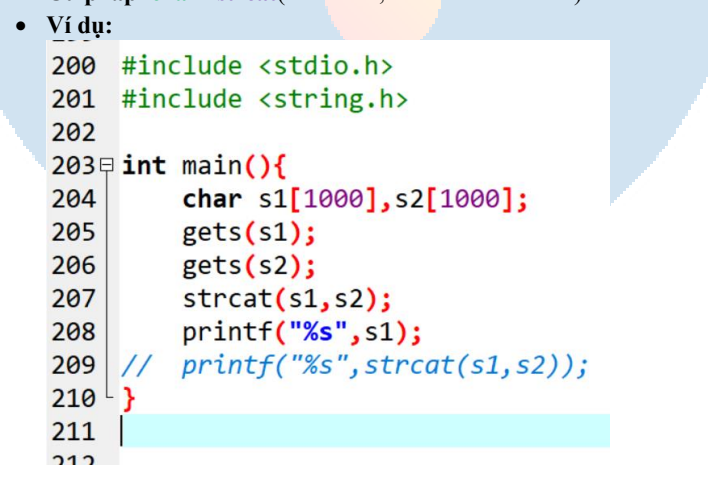 • Ví dụ:
200 #include <stdio.h>
201 #include <string.h>
202
203 int main(){
204     char s1[1000],s2[1000];
205     gets(s1);
206     gets(s2);
207     strcat(s1,s2);
208     printf("%s",s1);
209 //  printf("%s",strcat(s1,s2));
210 }
211